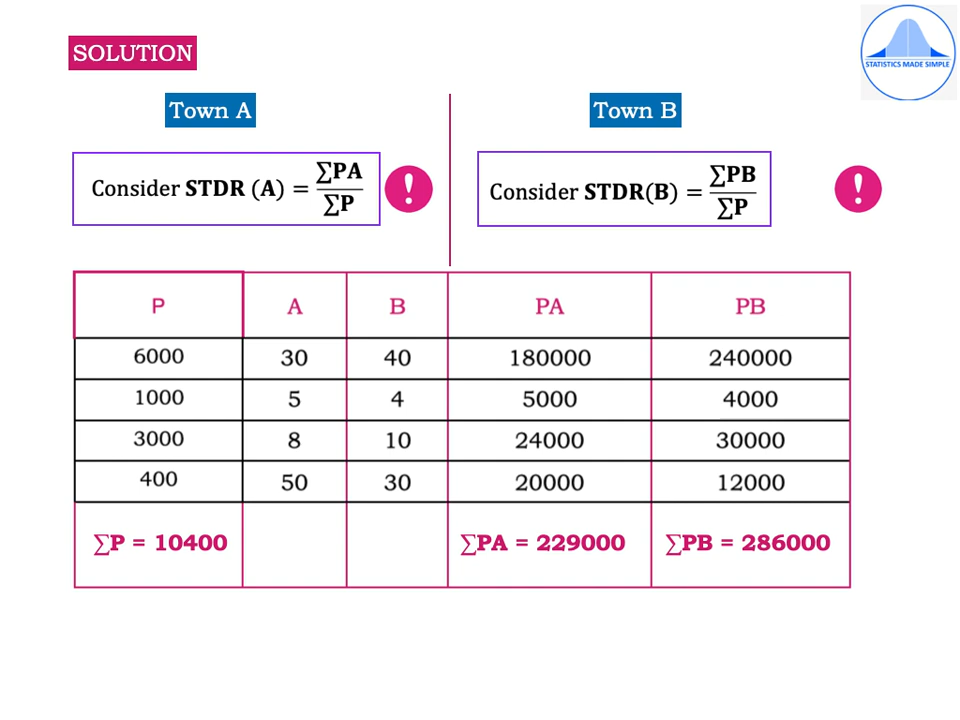 SOLUTION
STATISTICS MADE SIMPLE
Town A
Town B
Consider STDR (A) = ∑PA / ∑P
!
Consider STDR(B) = ∑PB / ∑P
!
P A B PA PB
6000 30 40 180000 240000
1000 5 4 5000 4000
3000 8 10 24000 30000
400 50 30 20000 12000
∑P = 10400 ∑PA = 229000 ∑PB = 286000